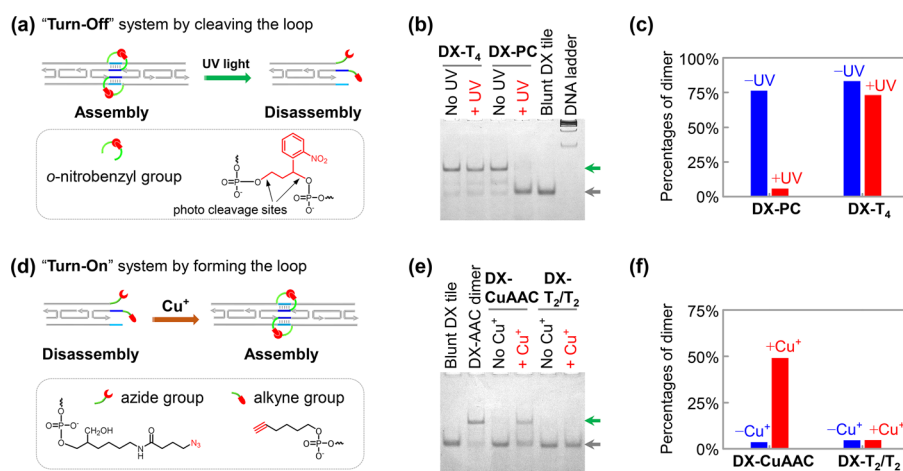 (a) "Turn-Off" system by cleaving the loop
UV light
Assembly
Disassembly
o-nitrobenzyl group
NO₂
O
P
O
O⁻
O
O
O
P
O
O⁻
photo cleavage sites
(b)
DX-T₄ DX-PC
No UV
+ UV
No UV
+ UV
Blunt DX tile
DNA ladder
(c)
Percentages of dimer
100%
75%
50%
25%
0%
−UV
+UV
−UV
+UV
DX-PC
DX-T₄
(d) "Turn-On" system by forming the loop
Cu⁺
Disassembly
Assembly
azide group
alkyne group
O
O
P
O⁻
O
CH₂OH
N
H
O
N₃
O
O
P
O
O⁻
(e)
DX-
CuAAC
DX-
T₂/T₂
Blunt DX tile
DX-AAC dimer
No Cu⁺
+ Cu⁺
No Cu⁺
+ Cu⁺
(f)
Percentages of dimer
75%
50%
25%
0%
−Cu⁺
+Cu⁺
−Cu⁺
+Cu⁺
DX-CuAAC
DX-T₂/T₂